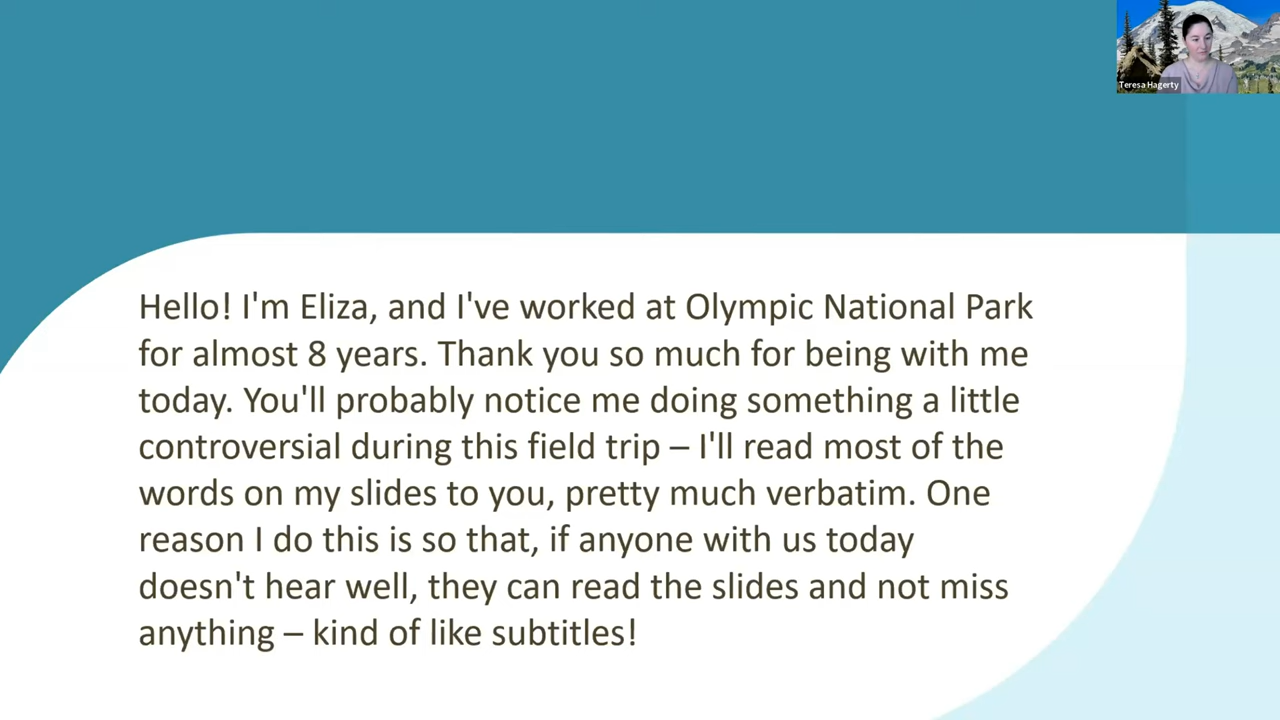 Teresa Hagerty
Hello! I'm Eliza, and I've worked at Olympic National Park
for almost 8 years. Thank you so much for being with me
today. You'll probably notice me doing something a little
controversial during this field trip – I'll read most of the
words on my slides to you, pretty much verbatim. One
reason I do this is so that, if anyone with us today
doesn't hear well, they can read the slides and not miss
anything – kind of like subtitles!